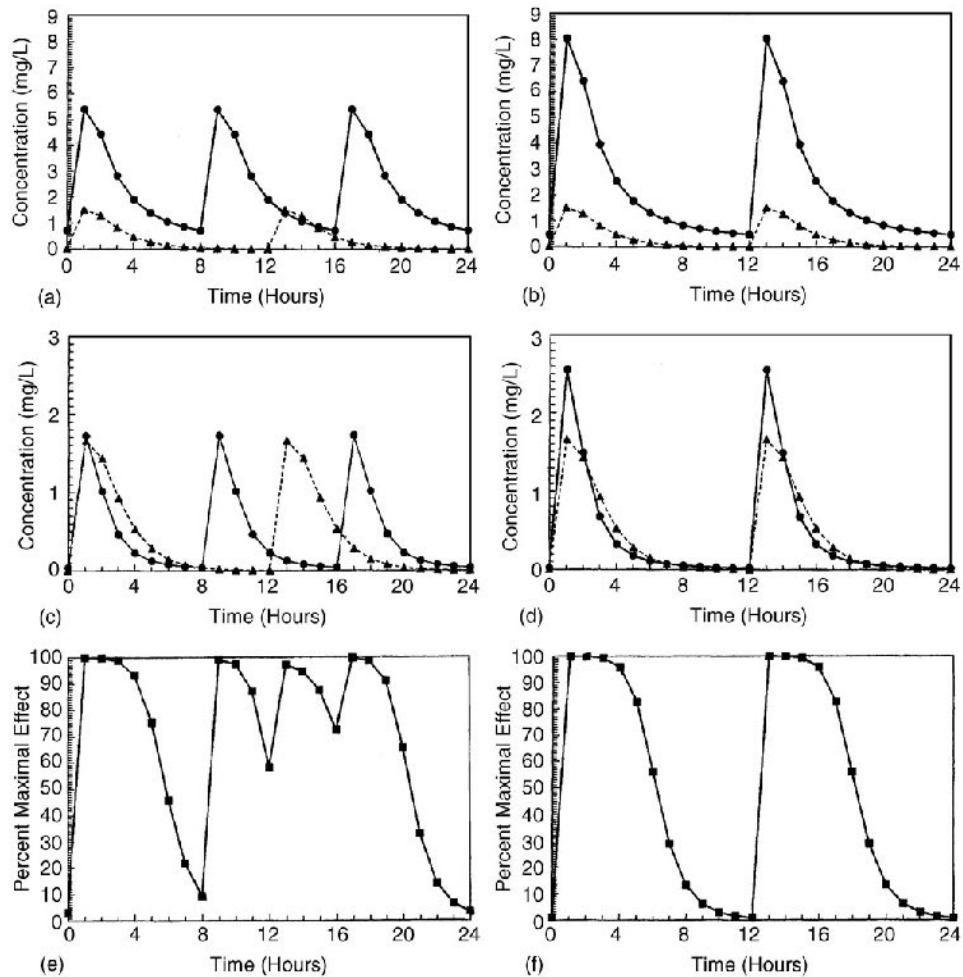 9
8
7
6
5
4
3
2
1
0
Concentration (mg/L)
0 4 8 12 16 20 24
(a) Time (Hours)
9
8
7
6
5
4
3
2
1
0
Concentration (mg/L)
0 4 8 12 16 20 24
(b) Time (Hours)
3
2
1
0
Concentration (mg/L)
0 4 8 12 16 20 24
(c) Time (Hours)
3
2
1
0
Concentration (mg/L)
0 4 8 12 16 20 24
(d) Time (Hours)
100
90
80
70
60
50
40
30
20
10
0
Percent Maximal Effect
0 4 8 12 16 20 24
(e) Time (Hours)
100
90
80
70
60
50
40
30
20
10
0
Percent Maximal Effect
0 4 8 12 16 20 24
(f) Time (Hours)